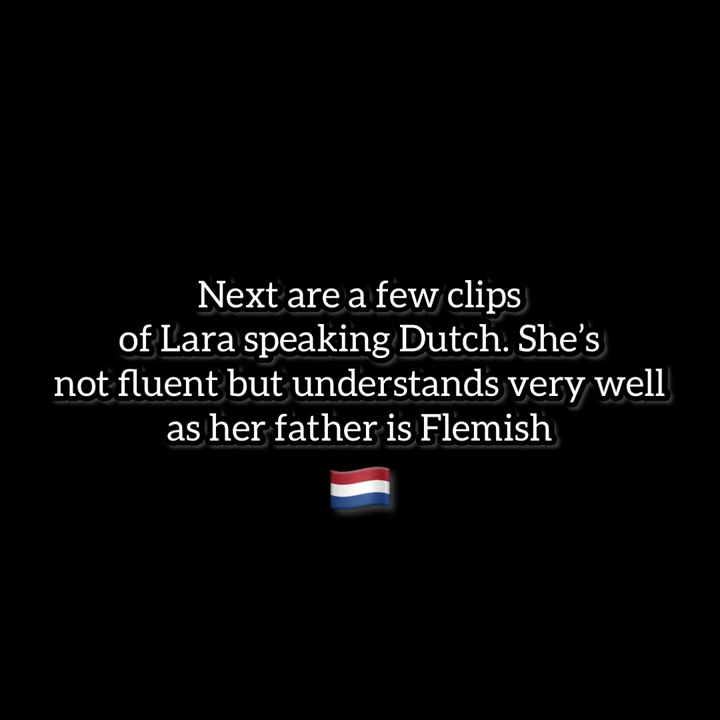 Next are a few clips
of Lara speaking Dutch. She’s
not fluent but understands very well
as her father is Flemish